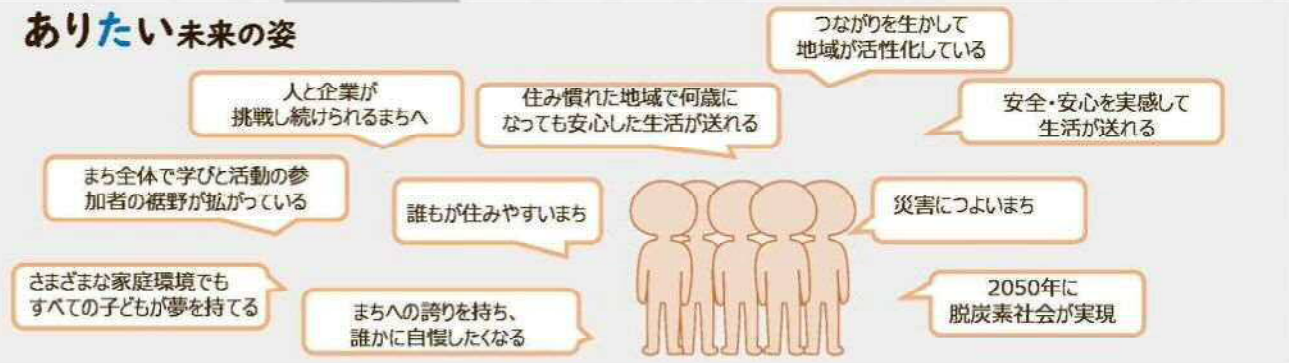 ありたい未来の姿
つながりを生かして
地域が活性化している
人と企業が
挑戦し続けられるまちへ
住み慣れた地域で何歳に
なっても安心した生活が送れる
安全・安心を実感して
生活が送れる
まち全体で学びと活動の参
加者の裾野が拡がっている
誰もが住みやすいまち
災害につよいまち
さまざまな家庭環境でも
すべての子どもが夢を持てる
まちへの誇りを持ち、
誰かに自慢したくなる
2050年に
脱炭素社会が実現